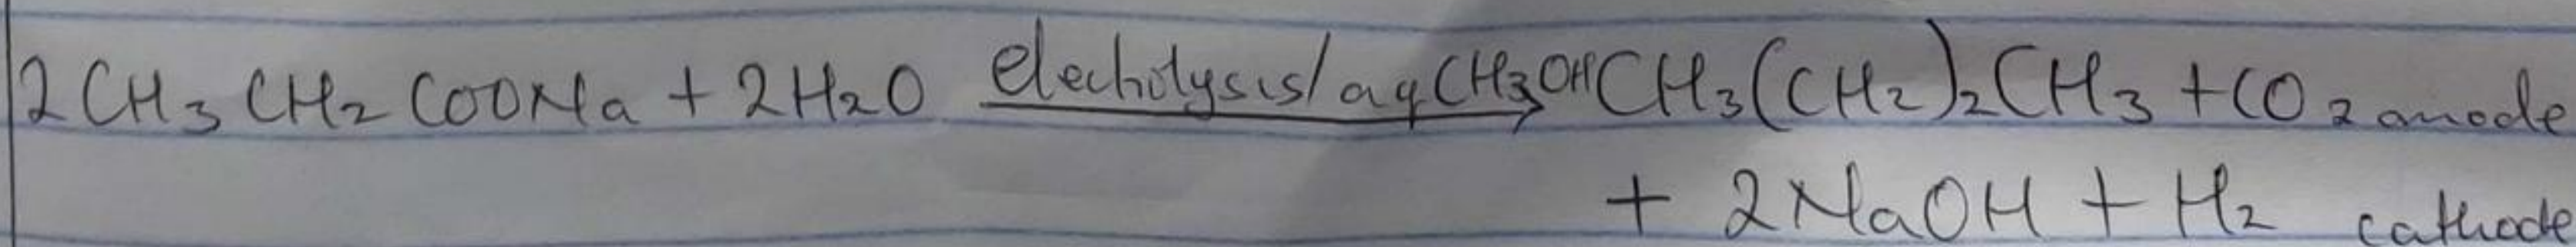 2CH₃CH₂COONa + 2H₂O electrolysis/aq CH₃OH → CH₃(CH₂)₂CH₃ + CO₂ anode
+ 2NaOH + H₂ cathode